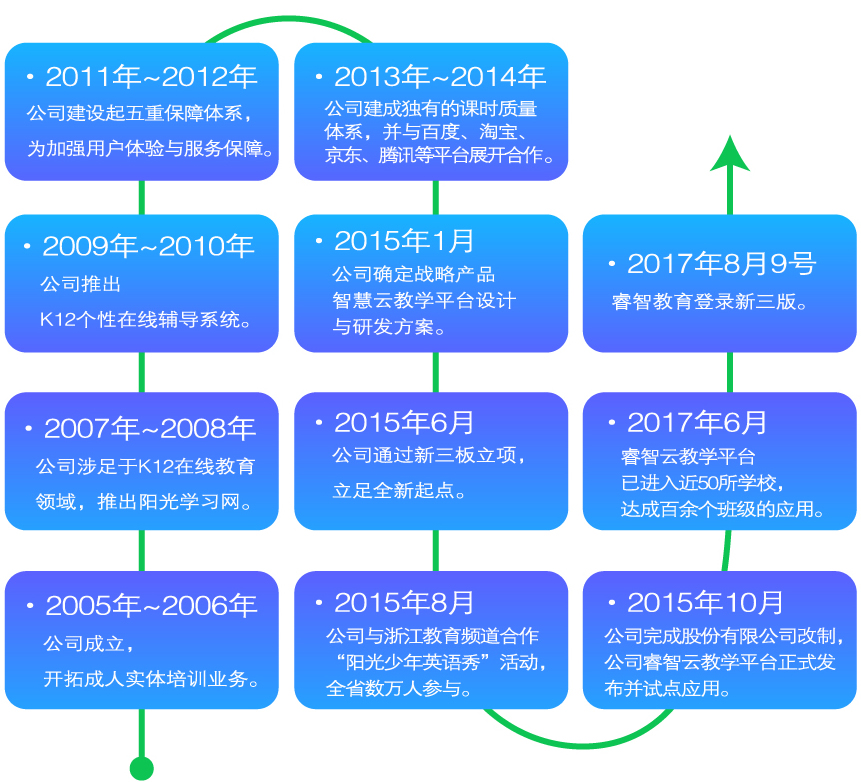 · 2011年~2012年
公司建设起五重保障体系，
为加强用户体验与服务保障。
· 2013年~2014年
公司建成独有的课时质量
体系，并与百度、淘宝、
京东、腾讯等平台展开合作。
· 2009年~2010年
公司推出
K12个性在线辅导系统。
· 2015年1月
公司确定战略产品
智慧云教学平台设计
与研发方案。
· 2017年8月9号
睿智教育登录新三版。
· 2007年~2008年
公司涉足于K12在线教育
领域，推出阳光学习网。
· 2015年6月
公司通过新三板立项，
立足全新起点。
· 2017年6月
睿智云教学平台
已进入近50所学校，
达成百余个班级的应用。
· 2005年~2006年
公司成立，
开拓成人实体培训业务。
· 2015年8月
公司与浙江教育频道合作
“阳光少年英语秀”活动，
全省数万人参与。
· 2015年10月
公司完成股份有限公司改制，
公司睿智云教学平台正式发
布并试点应用。